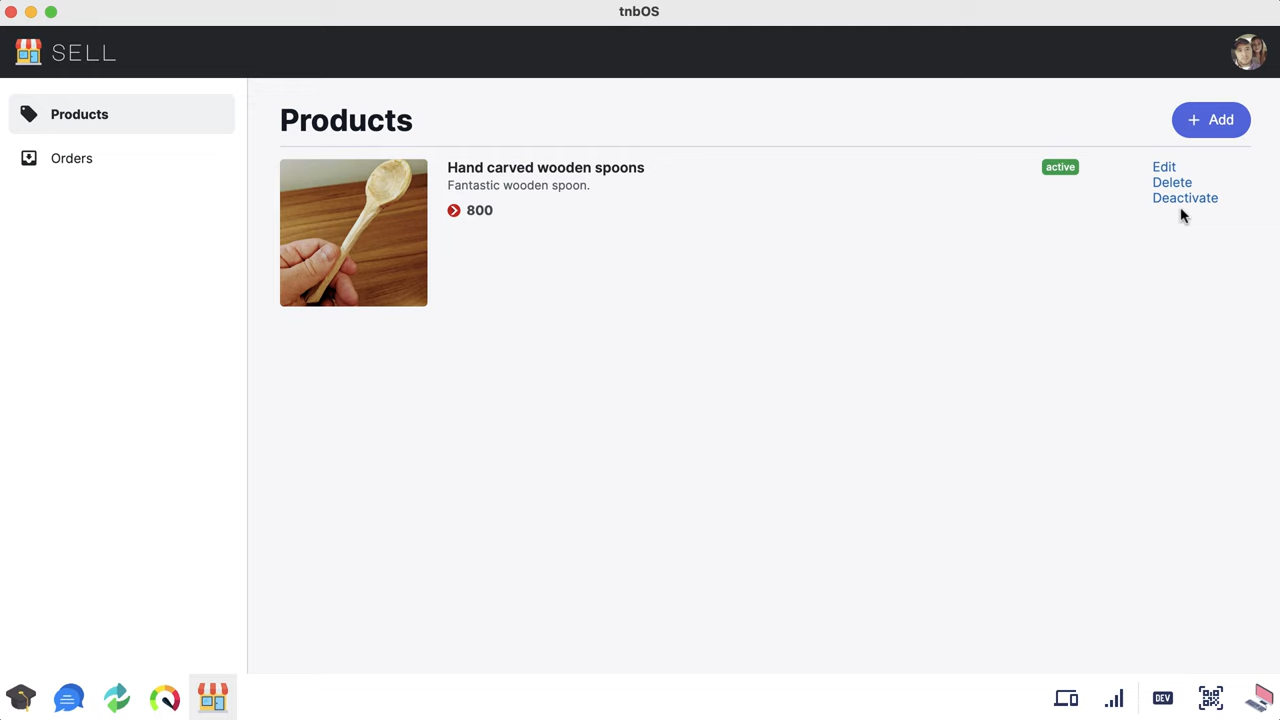 tnbOS
SELL
Products
Orders
Products
+ Add
Hand carved wooden spoons
Fantastic wooden spoon.
800
active
Edit
Delete
Deactivate
DEV